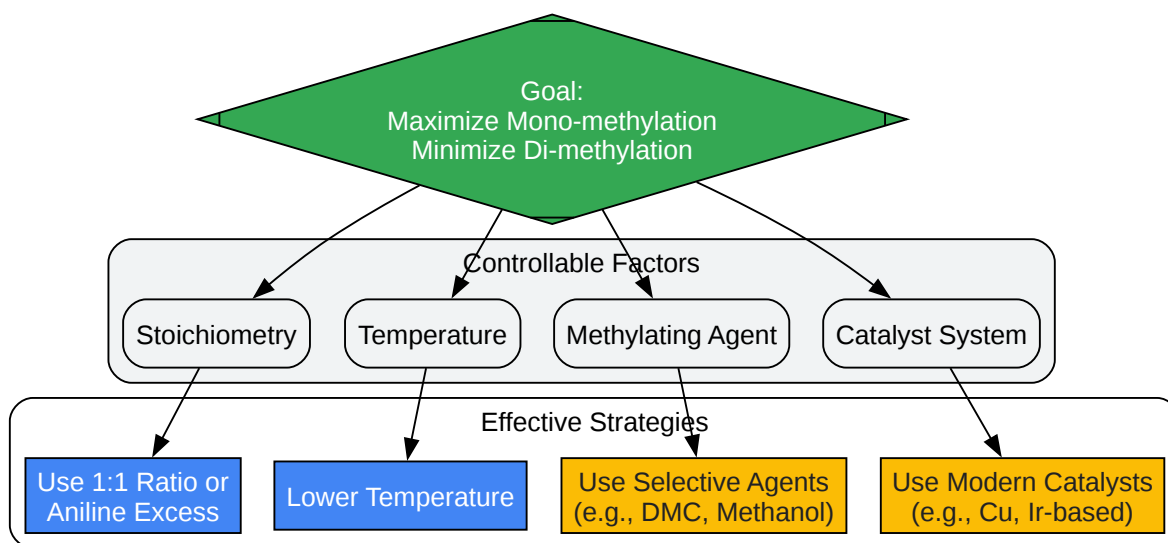 Goal:
Maximize Mono-methylation
Minimize Di-methylation
Controllable Factors
Stoichiometry
Temperature
Methylating Agent
Catalyst System
Effective Strategies
Use 1:1 Ratio or
Aniline Excess
Lower Temperature
Use Selective Agents
(e.g., DMC, Methanol)
Use Modern Catalysts
(e.g., Cu, Ir-based)